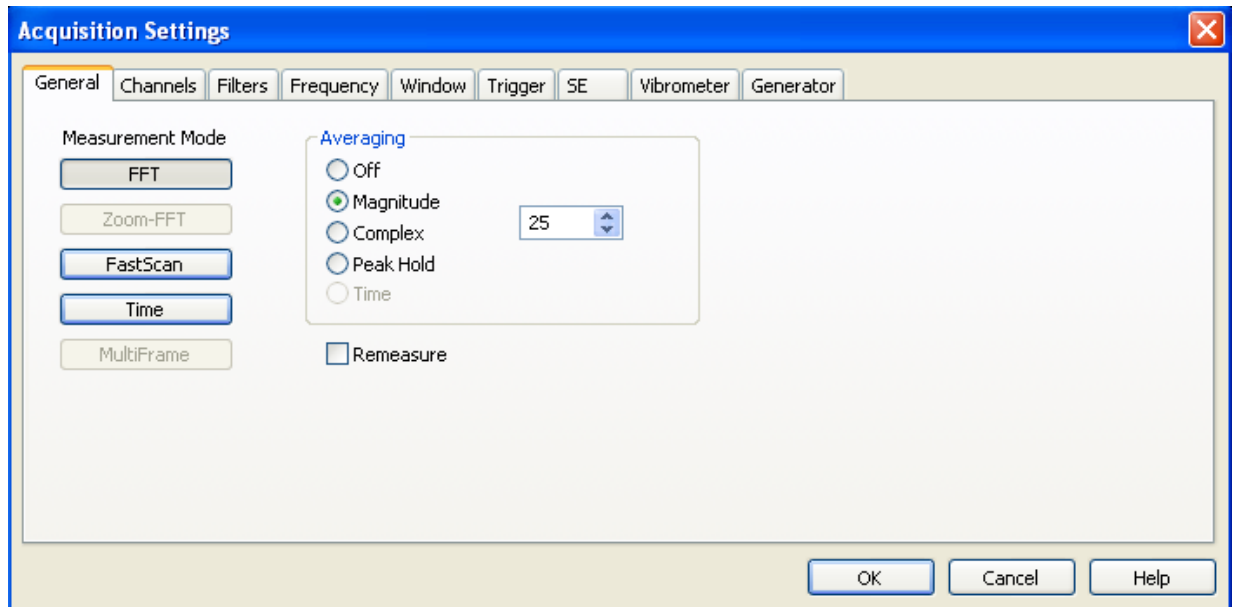 Acquisition Settings
General Channels Filters Frequency Window Trigger SE Vibrometer Generator
Measurement Mode
FFT
Zoom-FFT
FastScan
Time
MultiFrame
Averaging
Off
Magnitude
Complex
Peak Hold
Time
25
Remeasure
OK Cancel Help